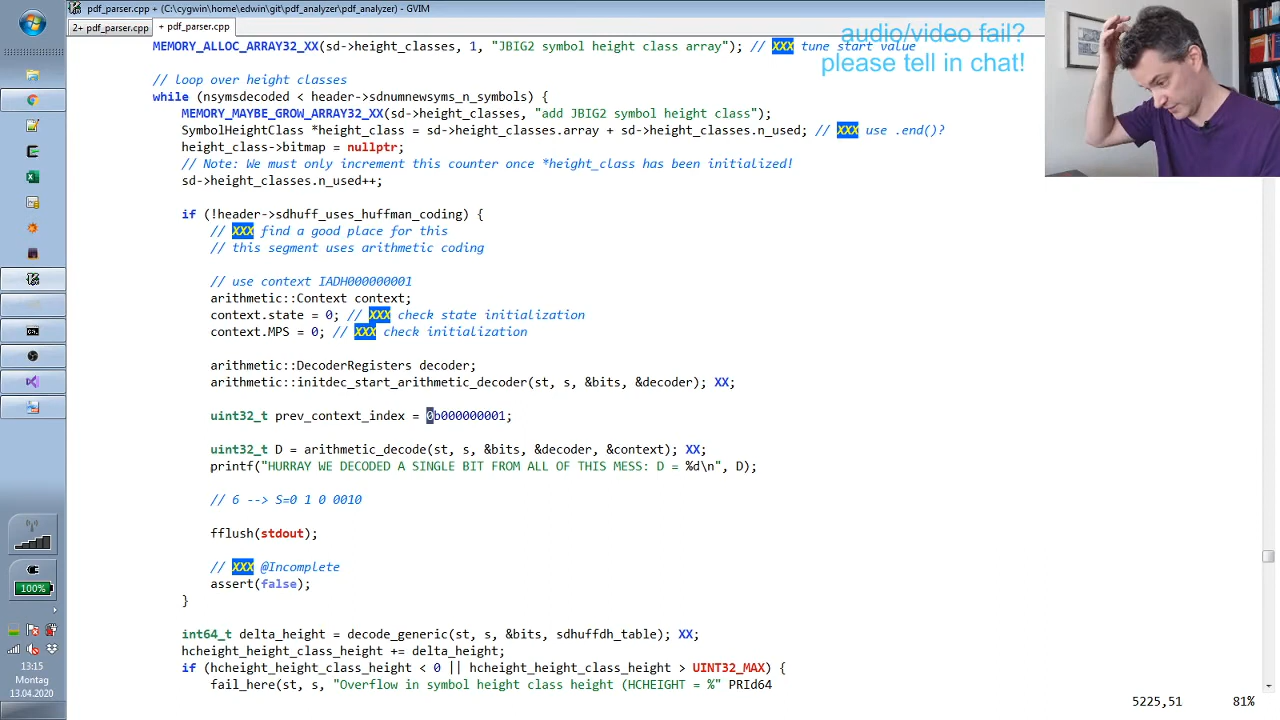 pdf_parser.cpp + (C:\cygwin\home\edwin\git\pdf_analyzer\pdf_analyzer) - GVIM
2+ pdf_parser.cpp
+ pdf_parser.cpp
audio/video fail?
please tell in chat!
MEMORY_ALLOC_ARRAY32_XX(sd->height_classes, 1, "JBIG2 symbol height class array"); // XXX tune start value
// loop over height classes
while (nsymsdecoded < header->sdnumnewsyms_n_symbols) {
MEMORY_MAYBE_GROW_ARRAY32_XX(sd->height_classes, "add JBIG2 symbol height class");
SymbolHeightClass *height_class = sd->height_classes.array + sd->height_classes.n_used; // XXX use .end()?
height_class->bitmap = nullptr;
// Note: We must only increment this counter once *height_class has been initialized!
sd->height_classes.n_used++;
if (!header->sdhuff_uses_huffman_coding) {
// XXX find a good place for this
// this segment uses arithmetic coding
// use context IADH000000001
arithmetic::Context context;
context.state = 0; // XXX check state initialization
context.MPS = 0; // XXX check initialization
arithmetic::DecoderRegisters decoder;
arithmetic::initdec_start_arithmetic_decoder(st, s, &bits, &decoder); XX;
uint32_t prev_context_index = 0b000000001;
uint32_t D = arithmetic_decode(st, s, &bits, &decoder, &context); XX;
printf("HURRAY WE DECODED A SINGLE BIT FROM ALL OF THIS MESS: D = %d\n", D);
// 6 --> S=0 1 0 0010
fflush(stdout);
// XXX @Incomplete
assert(false);
}
int64_t delta_height = decode_generic(st, s, &bits, sdhuffdh_table); XX;
hcheight_height_class_height += delta_height;
if (hcheight_height_class_height < 0 || hcheight_height_class_height > UINT32_MAX) {
fail_here(st, s, "Overflow in symbol height class height (HCHEIGHT = %" PRId64
5225,51 81%
100%
13:15
Montag
13.04.2020